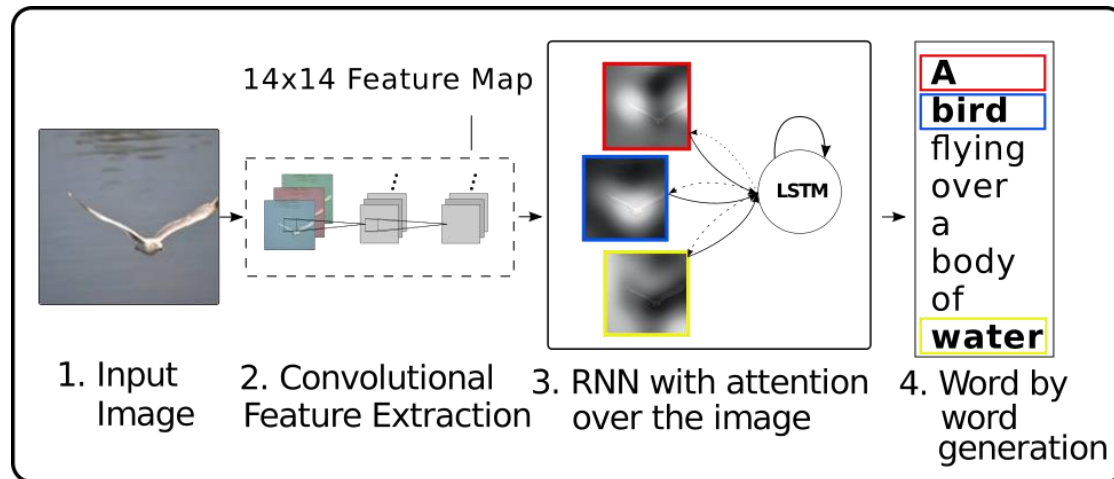 14x14 Feature Map
LSTM
A
bird
flying
over
a
body
of
water
1. Input
Image
2. Convolutional
Feature Extraction
3. RNN with attention
over the image
4. Word by
word
generation